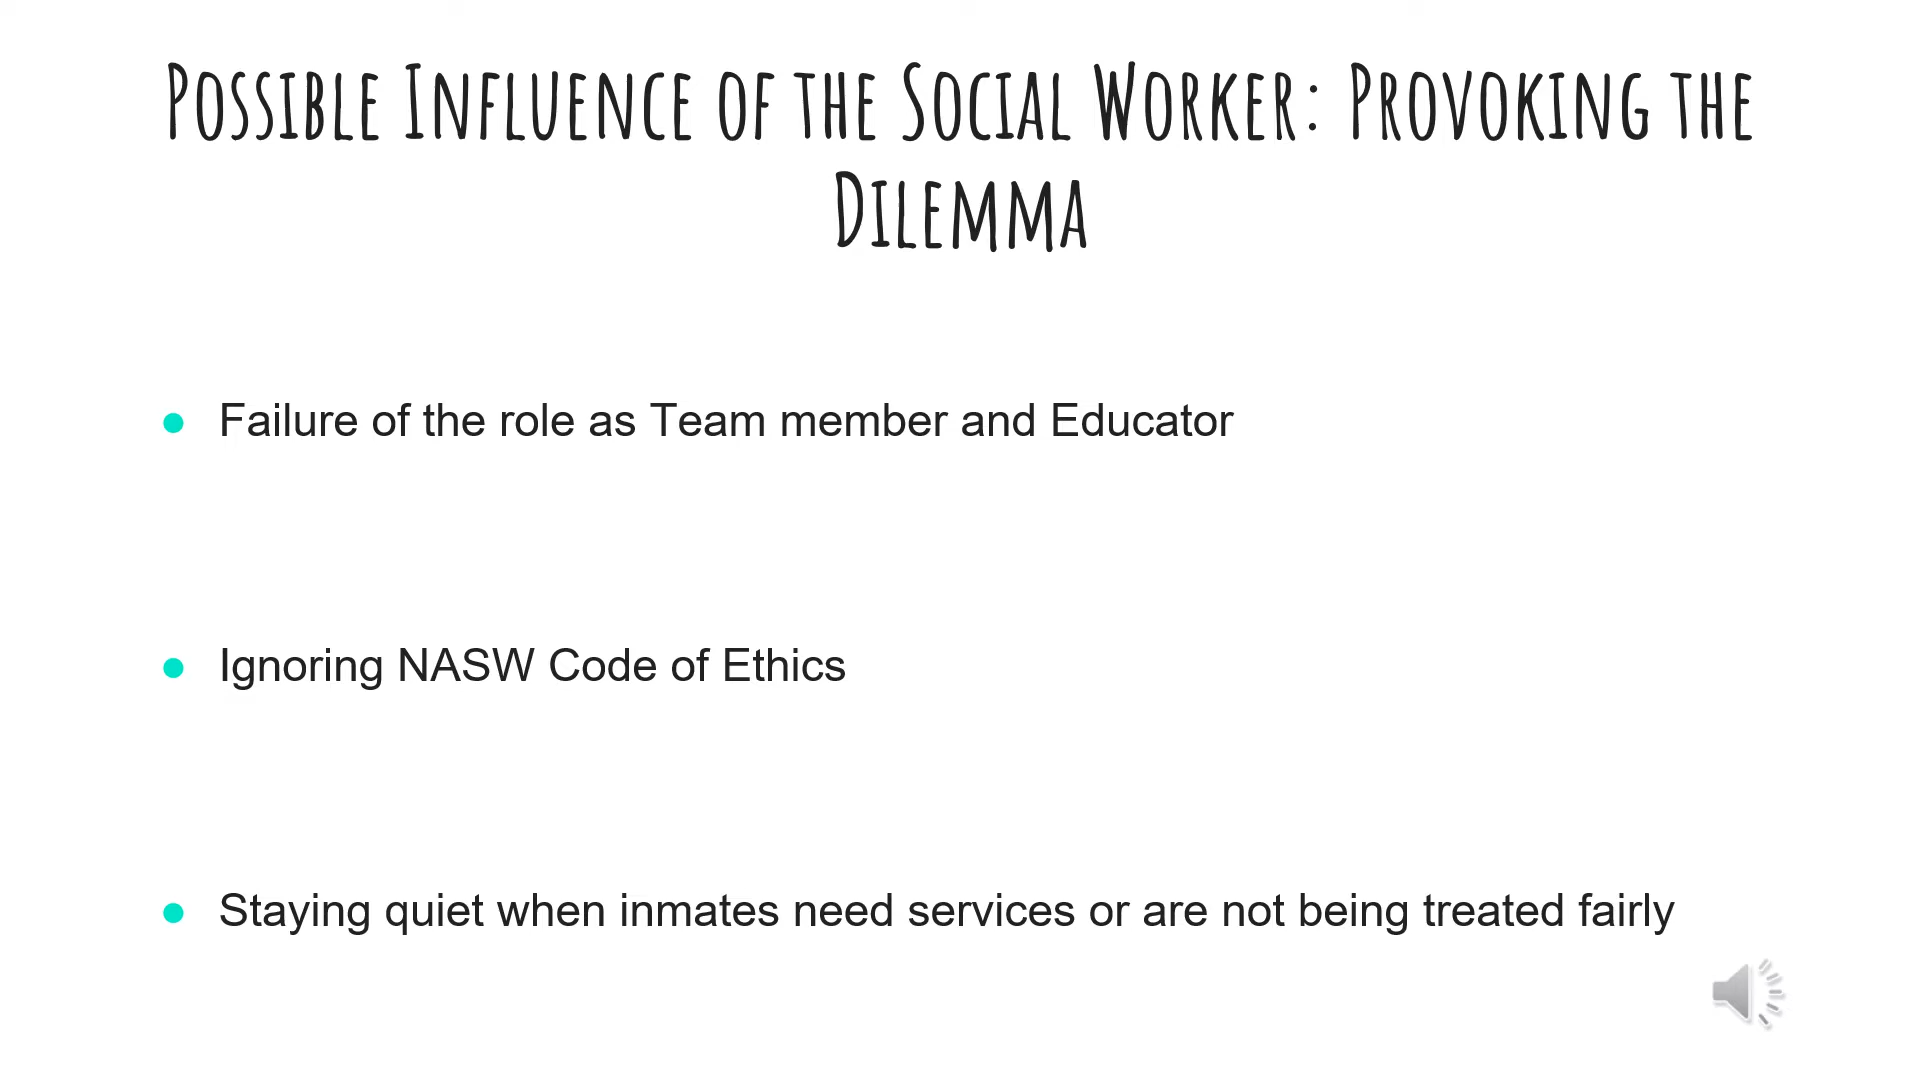 Possible Influence of the Social Worker: Provoking the
Dilemma
● Failure of the role as Team member and Educator
● Ignoring NASW Code of Ethics
● Staying quiet when inmates need services or are not being treated fairly